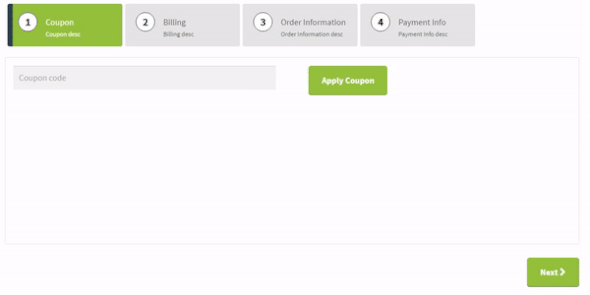 1 Coupon
Coupon desc
2 Billing
Billing desc
3 Order Information
Order Information desc
4 Payment Info
Payment Info desc
Coupon code
Apply Coupon
Next